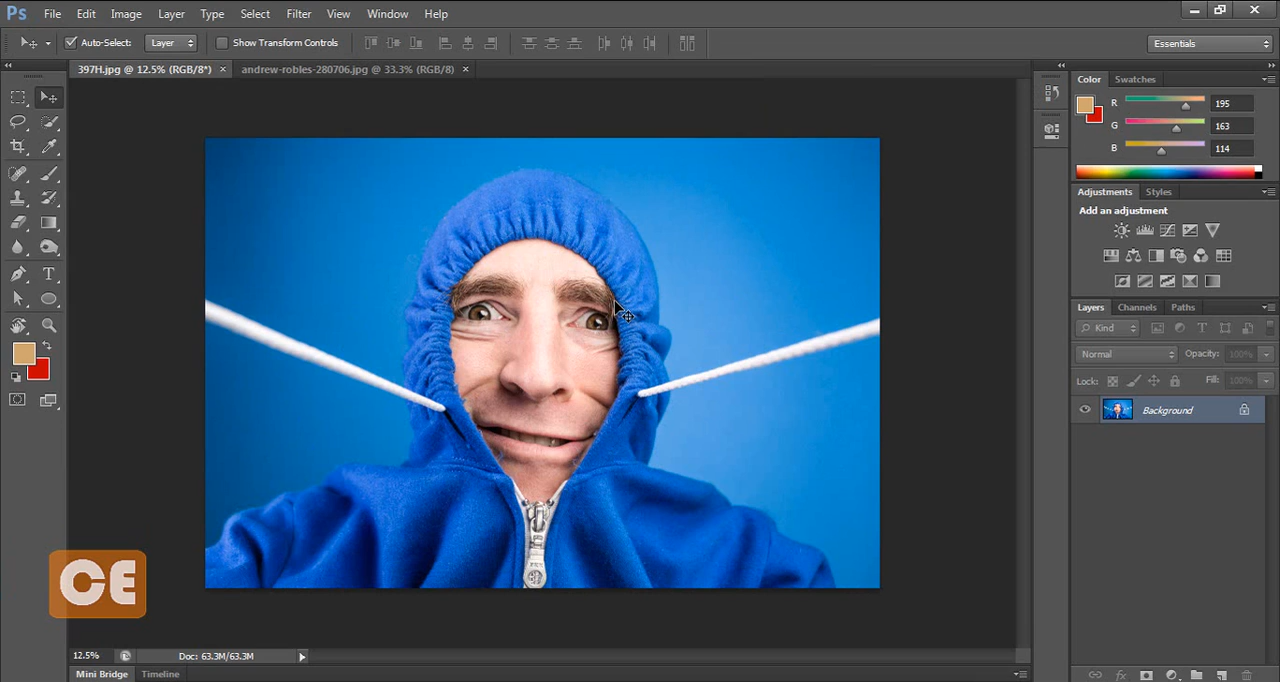 Ps File Edit Image Layer Type Select Filter View Window Help
Auto-Select: Layer Show Transform Controls Essentials
397H.jpg @ 12.5% (RGB/8*) × andrew-robles-280706.jpg @ 33.3% (RGB/8) ×
Color Swatches
R 195
G 163
B 114
Adjustments Styles
Add an adjustment
Layers Channels Paths
Kind
Normal Opacity: 100%
Lock: Fill: 100%
Background
CE
12.5% Doc: 63.3M/63.3M
Mini Bridge Timeline